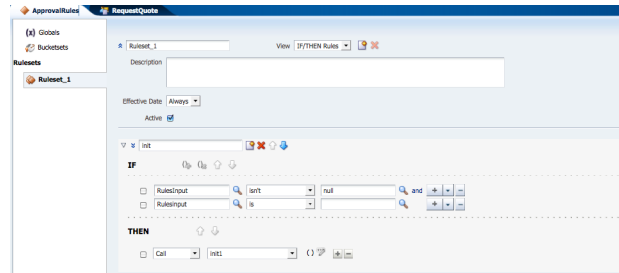 ApprovalRules RequestQuote
(x) Globals
Bucketsets
Rulesets
Ruleset_1
Ruleset_1 View IF/THEN Rules
Description
Effective Date Always
Active
init
IF
RulesInput isn't null and
RulesInput is
THEN
Call init1 ()